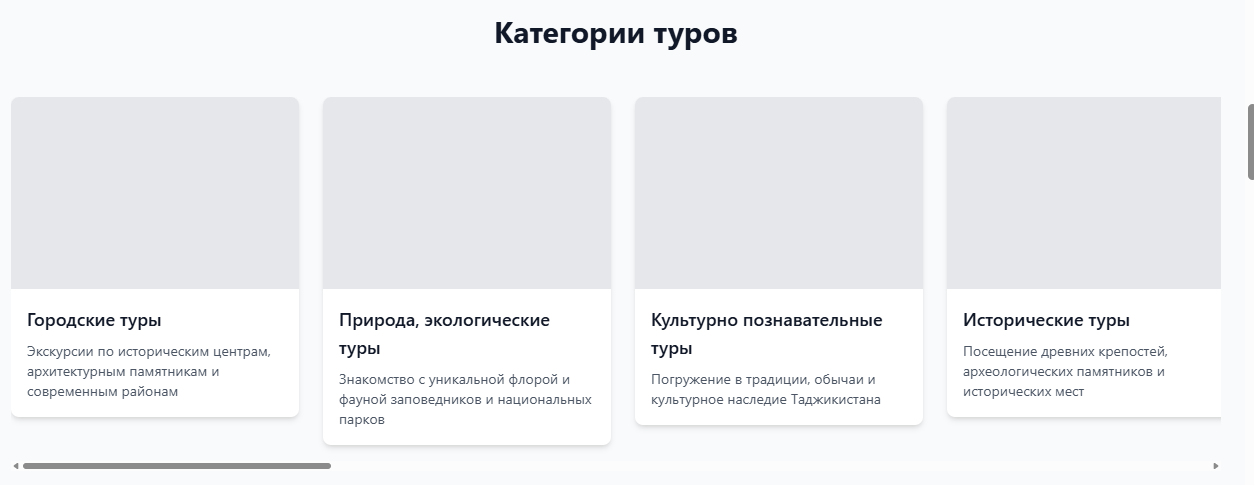 Категории туров
Городские туры
Экскурсии по историческим центрам,
архитектурным памятникам и
современным районам
Природа, экологические
туры
Знакомство с уникальной флорой и
фауной заповедников и национальных
парков
Культурно познавательные
туры
Погружение в традиции, обычаи и
культурное наследие Таджикистана
Исторические туры
Посещение древних крепостей,
археологических памятников и
исторических мест